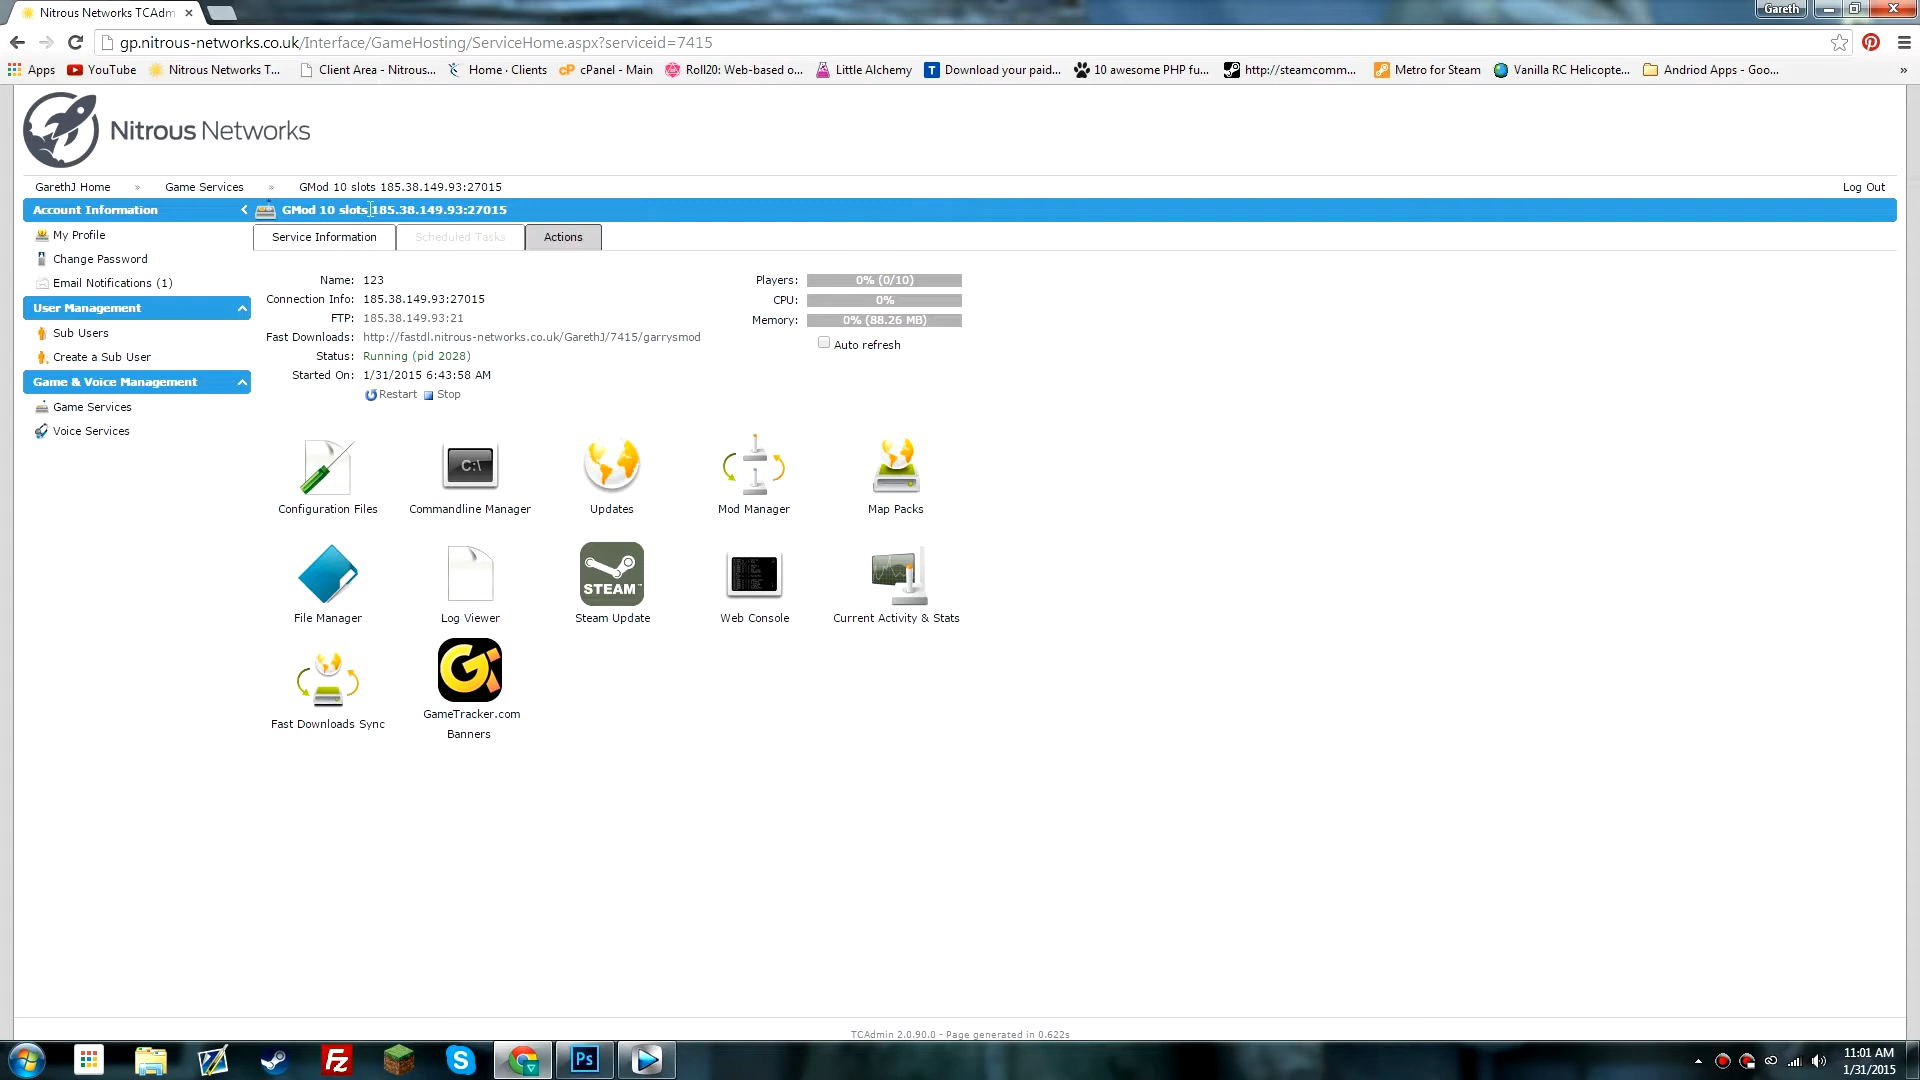 Nitrous Networks TCAdm
Gareth
gp.nitrous-networks.co.uk/Interface/GameHosting/ServiceHome.aspx?serviceid=7415
Apps YouTube Nitrous Networks T... Client Area - Nitrous... Home · Clients cPanel - Main Roll20: Web-based o... Little Alchemy Download your paid... 10 awesome PHP fu... http://steamcomm... Metro for Steam Vanilla RC Helicopte... Andriod Apps - Goo... »
Nitrous Networks
GarethJ Home » Game Services » GMod 10 slots 185.38.149.93:27015 Log Out
Account Information
GMod 10 slots 185.38.149.93:27015
My Profile
Change Password
Email Notifications (1)
User Management
Sub Users
Create a Sub User
Game & Voice Management
Game Services
Voice Services
Service Information Scheduled Tasks Actions
Name: 123
Connection Info: 185.38.149.93:27015
FTP: 185.38.149.93:21
Fast Downloads: http://fastdl.nitrous-networks.co.uk/GarethJ/7415/garrysmod
Status: Running (pid 2028)
Started On: 1/31/2015 6:43:58 AM
Restart Stop
Players: 0% (0/10)
CPU: 0%
Memory: 0% (88.26 MB)
Auto refresh
C:\
Configuration Files Commandline Manager Updates Mod Manager Map Packs
STEAM™
File Manager Log Viewer Steam Update Web Console Current Activity & Stats
G
Fast Downloads Sync
GameTracker.com
Banners
TCAdmin 2.0.90.0 - Page generated in 0.622s
Fz
S
Ps
11:01 AM
1/31/2015